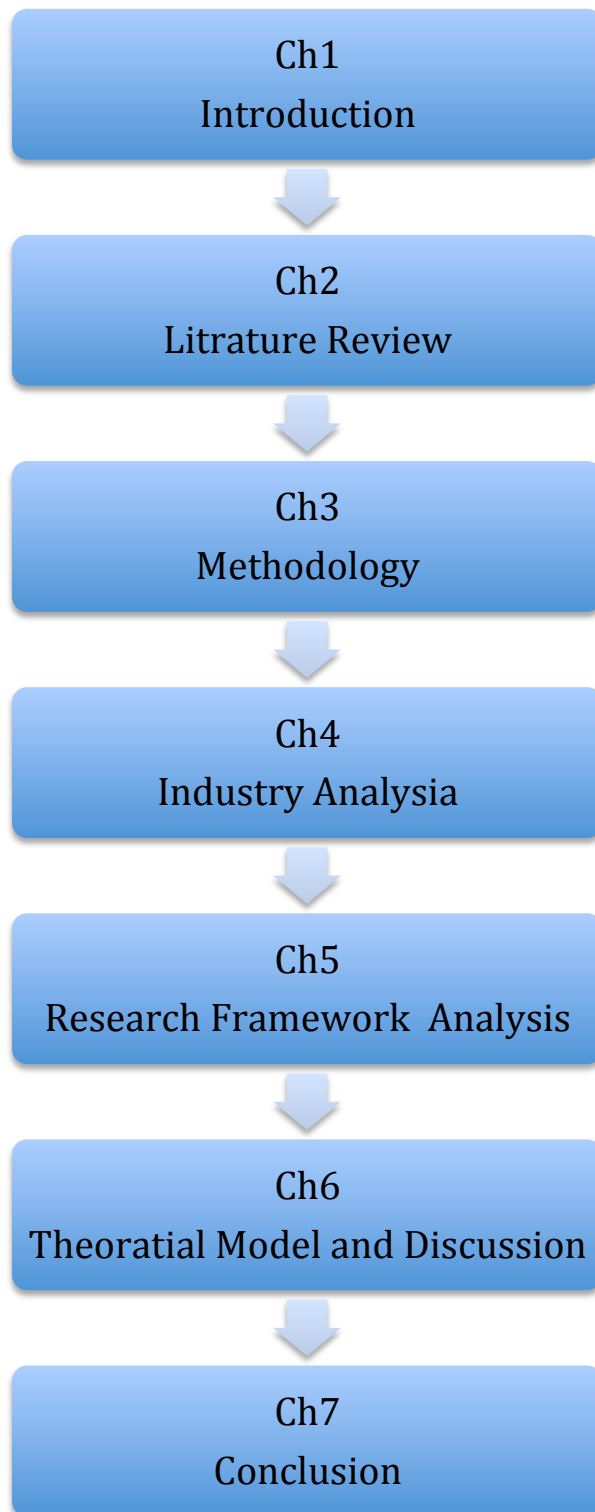 Ch1
Introduction
Ch2
Litrature Review
Ch3
Methodology
Ch4
Industry Analysia
Ch5
Research Framework  Analysis
Ch6
Theoratial Model and Discussion
Ch7
Conclusion